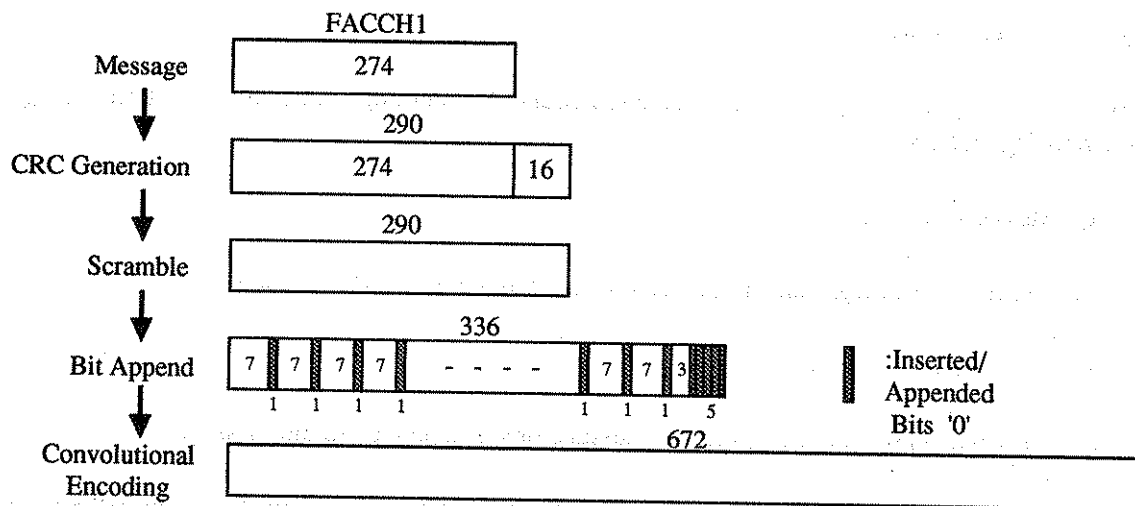 FACCH1
Message
274
290
CRC Generation
274 16
290
Scramble
336
Bit Append
7 7 7 7 - - - - 7 7 3
1 1 1 1 1 1 1 5
:Inserted/
Appended
Bits '0'
672
Convolutional
Encoding